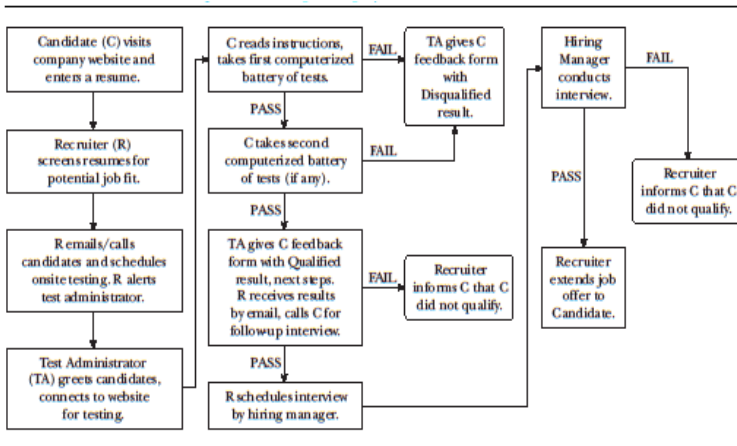 Candidate (C) visits
company website and
enters a resume.
Recruiter (R)
screens resumes for
potential job fit.
R emails/calls
candidates and schedules
onsite testing. R alerts
test administrator.
Test Administrator
(TA) greets candidates,
connects to website
for testing.
C reads instructions,
takes first computerized
battery of tests.
FAIL
PASS
C takes second
computerized battery
of tests (if any).
FAIL
PASS
TA gives C feedback
form with Qualified
result, next steps.
R receives results
by email, calls C for
followup interview.
FAIL
PASS
R schedules interview
by hiring manager.
TA gives C
feedback form
with
Disqualified
result.
Recruiter
informs C that C
did not qualify.
Hiring
Manager
conducts
interview.
FAIL
PASS
Recruiter
informs C that C
did not qualify.
Recruiter
extends job
offer to
Candidate.